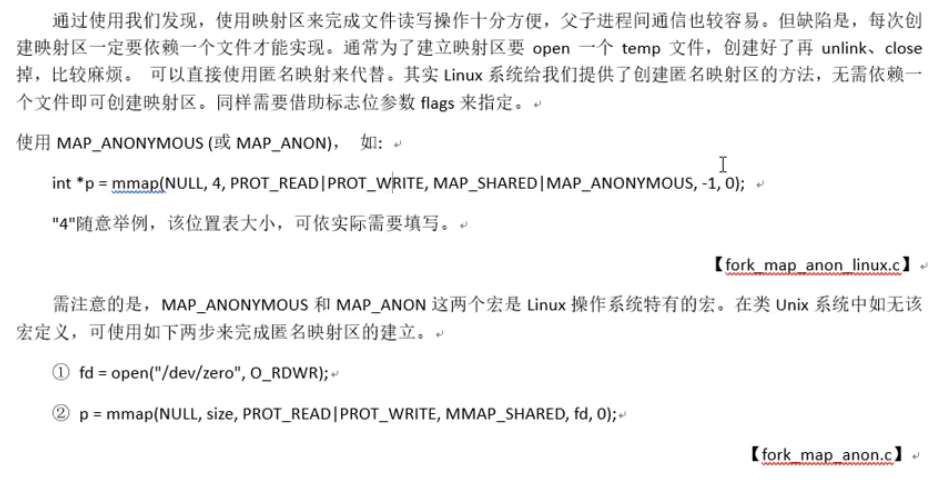 通过使用我们发现，使用映射区来完成文件读写操作十分方便，父子进程间通信也较容易。但缺陷是，每次创
建映射区一定要依赖一个文件才能实现。通常为了建立映射区要 open 一个 temp 文件，创建好了再 unlink、close
掉，比较麻烦。 可以直接使用匿名映射来代替。其实 Linux 系统给我们提供了创建匿名映射区的方法，无需依赖一
个文件即可创建映射区。同样需要借助标志位参数 flags 来指定。
使用 MAP_ANONYMOUS (或 MAP_ANON)， 如:
int *p = mmap(NULL, 4, PROT_READ|PROT_WRITE, MAP_SHARED|MAP_ANONYMOUS, -1, 0);
"4"随意举例，该位置表大小，可依实际需要填写。
【fork_map_anon_linux.c】
需注意的是，MAP_ANONYMOUS 和 MAP_ANON 这两个宏是 Linux 操作系统特有的宏。在类 Unix 系统中如无该
宏定义，可使用如下两步来完成匿名映射区的建立。
① fd = open("/dev/zero", O_RDWR);
② p = mmap(NULL, size, PROT_READ|PROT_WRITE, MMAP_SHARED, fd, 0);
【fork_map_anon.c】